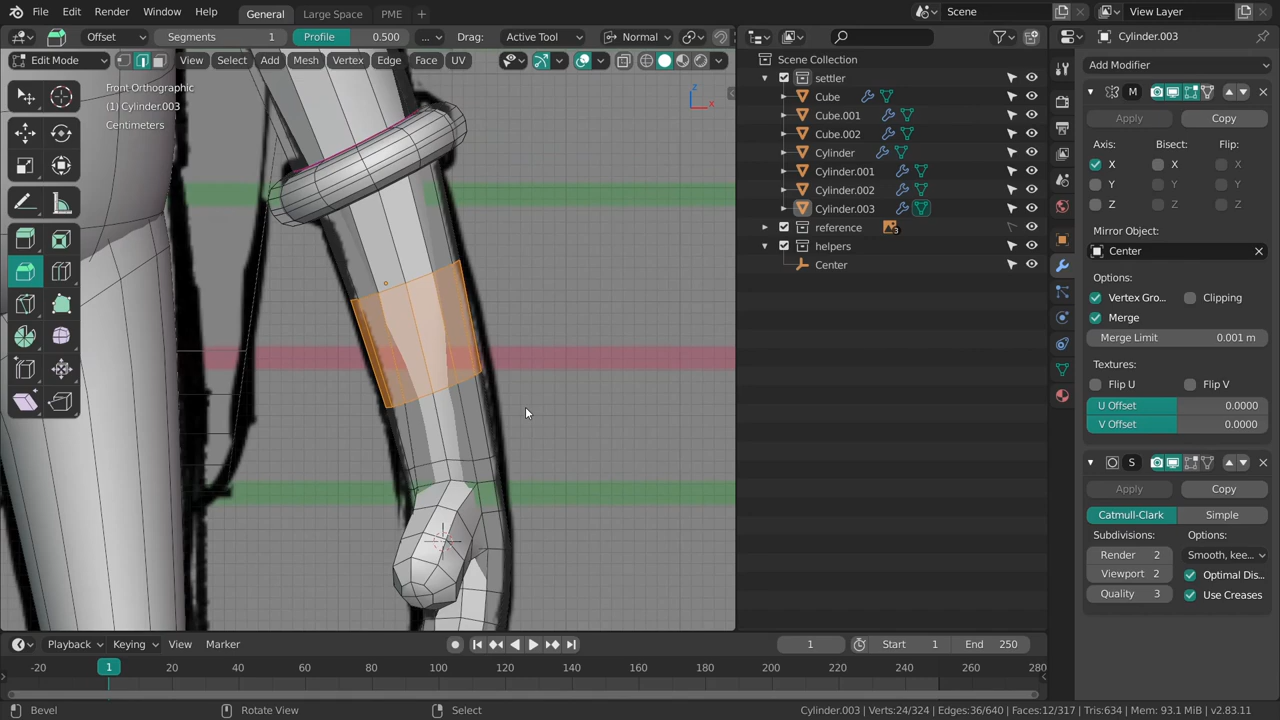 File Edit Render Window Help General Large Space PME + Scene View Layer
Offset Segments 1 Profile 0.500 ... Drag: Active Tool Normal Cylinder.003
Edit Mode View Select Add Mesh Vertex Edge Face UV Scene Collection Add Modifier
Front Orthographic
(1) Cylinder.003
Centimeters
Z
X
settler
Cube
Cube.001
Cube.002
Cylinder
Cylinder.001
Cylinder.002
Cylinder.003
reference 3
helpers
Center
M
Apply Copy
Axis: Bisect: Flip:
X X X
Y Y Y
Z Z Z
Mirror Object:
Center
Options:
Vertex Gro... Clipping
Merge
Merge Limit 0.001 m
Textures:
Flip U Flip V
U Offset 0.0000
V Offset 0.0000
S
Apply Copy
Catmull-Clark Simple
Subdivisions: Options:
Render 2 Smooth, kee...
Viewport 2 Optimal Dis...
Quality 3 Use Creases
Playback Keying View Marker 1 Start 1 End 250
-20 1 20 40 60 80 100 120 140 160 180 200 220 240 260 280
Bevel Rotate View Select Scene Collection | Cylinder.003 | Verts:24/324 | Edges:36/640 | Faces:12/317 | Tris:634 | Mem: 93.1 MiB | v2.83.11